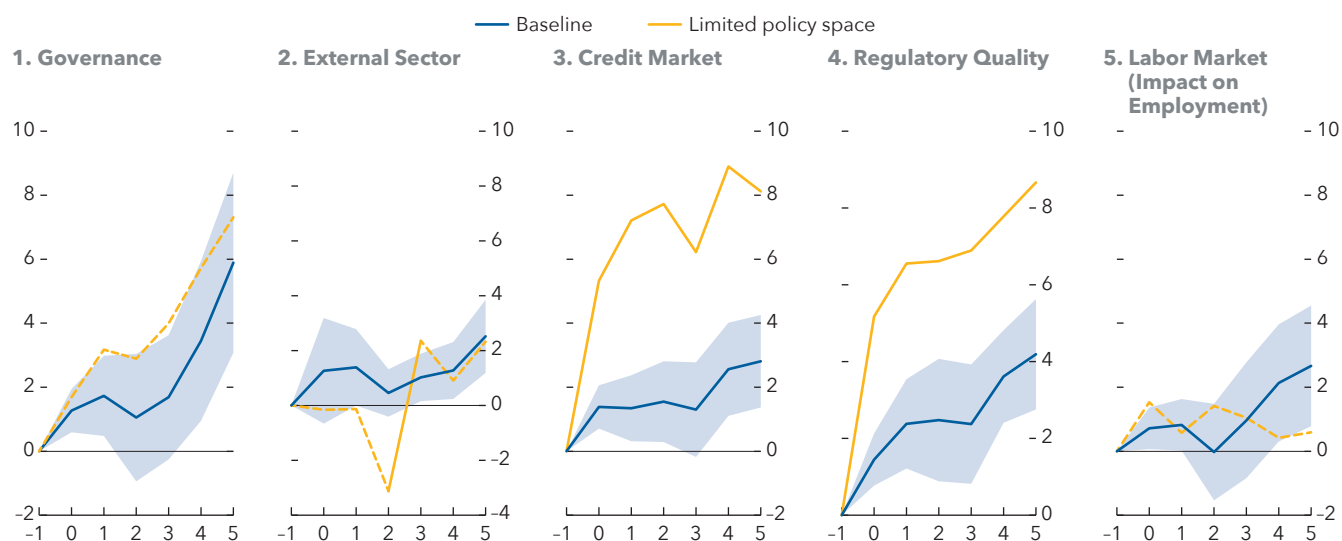 Baseline Limited policy space
1. Governance
10
8
6
4
2
0
–2
–1 0 1 2 3 4 5
2. External Sector
10
8
6
4
2
0
–2
–4
–1 0 1 2 3 4 5
3. Credit Market
10
8
6
4
2
0
–2
–1 0 1 2 3 4 5
4. Regulatory Quality
10
8
6
4
2
0
–1 0 1 2 3 4 5
5. Labor Market
(Impact on
Employment)
10
8
6
4
2
0
–2
–1 0 1 2 3 4 5